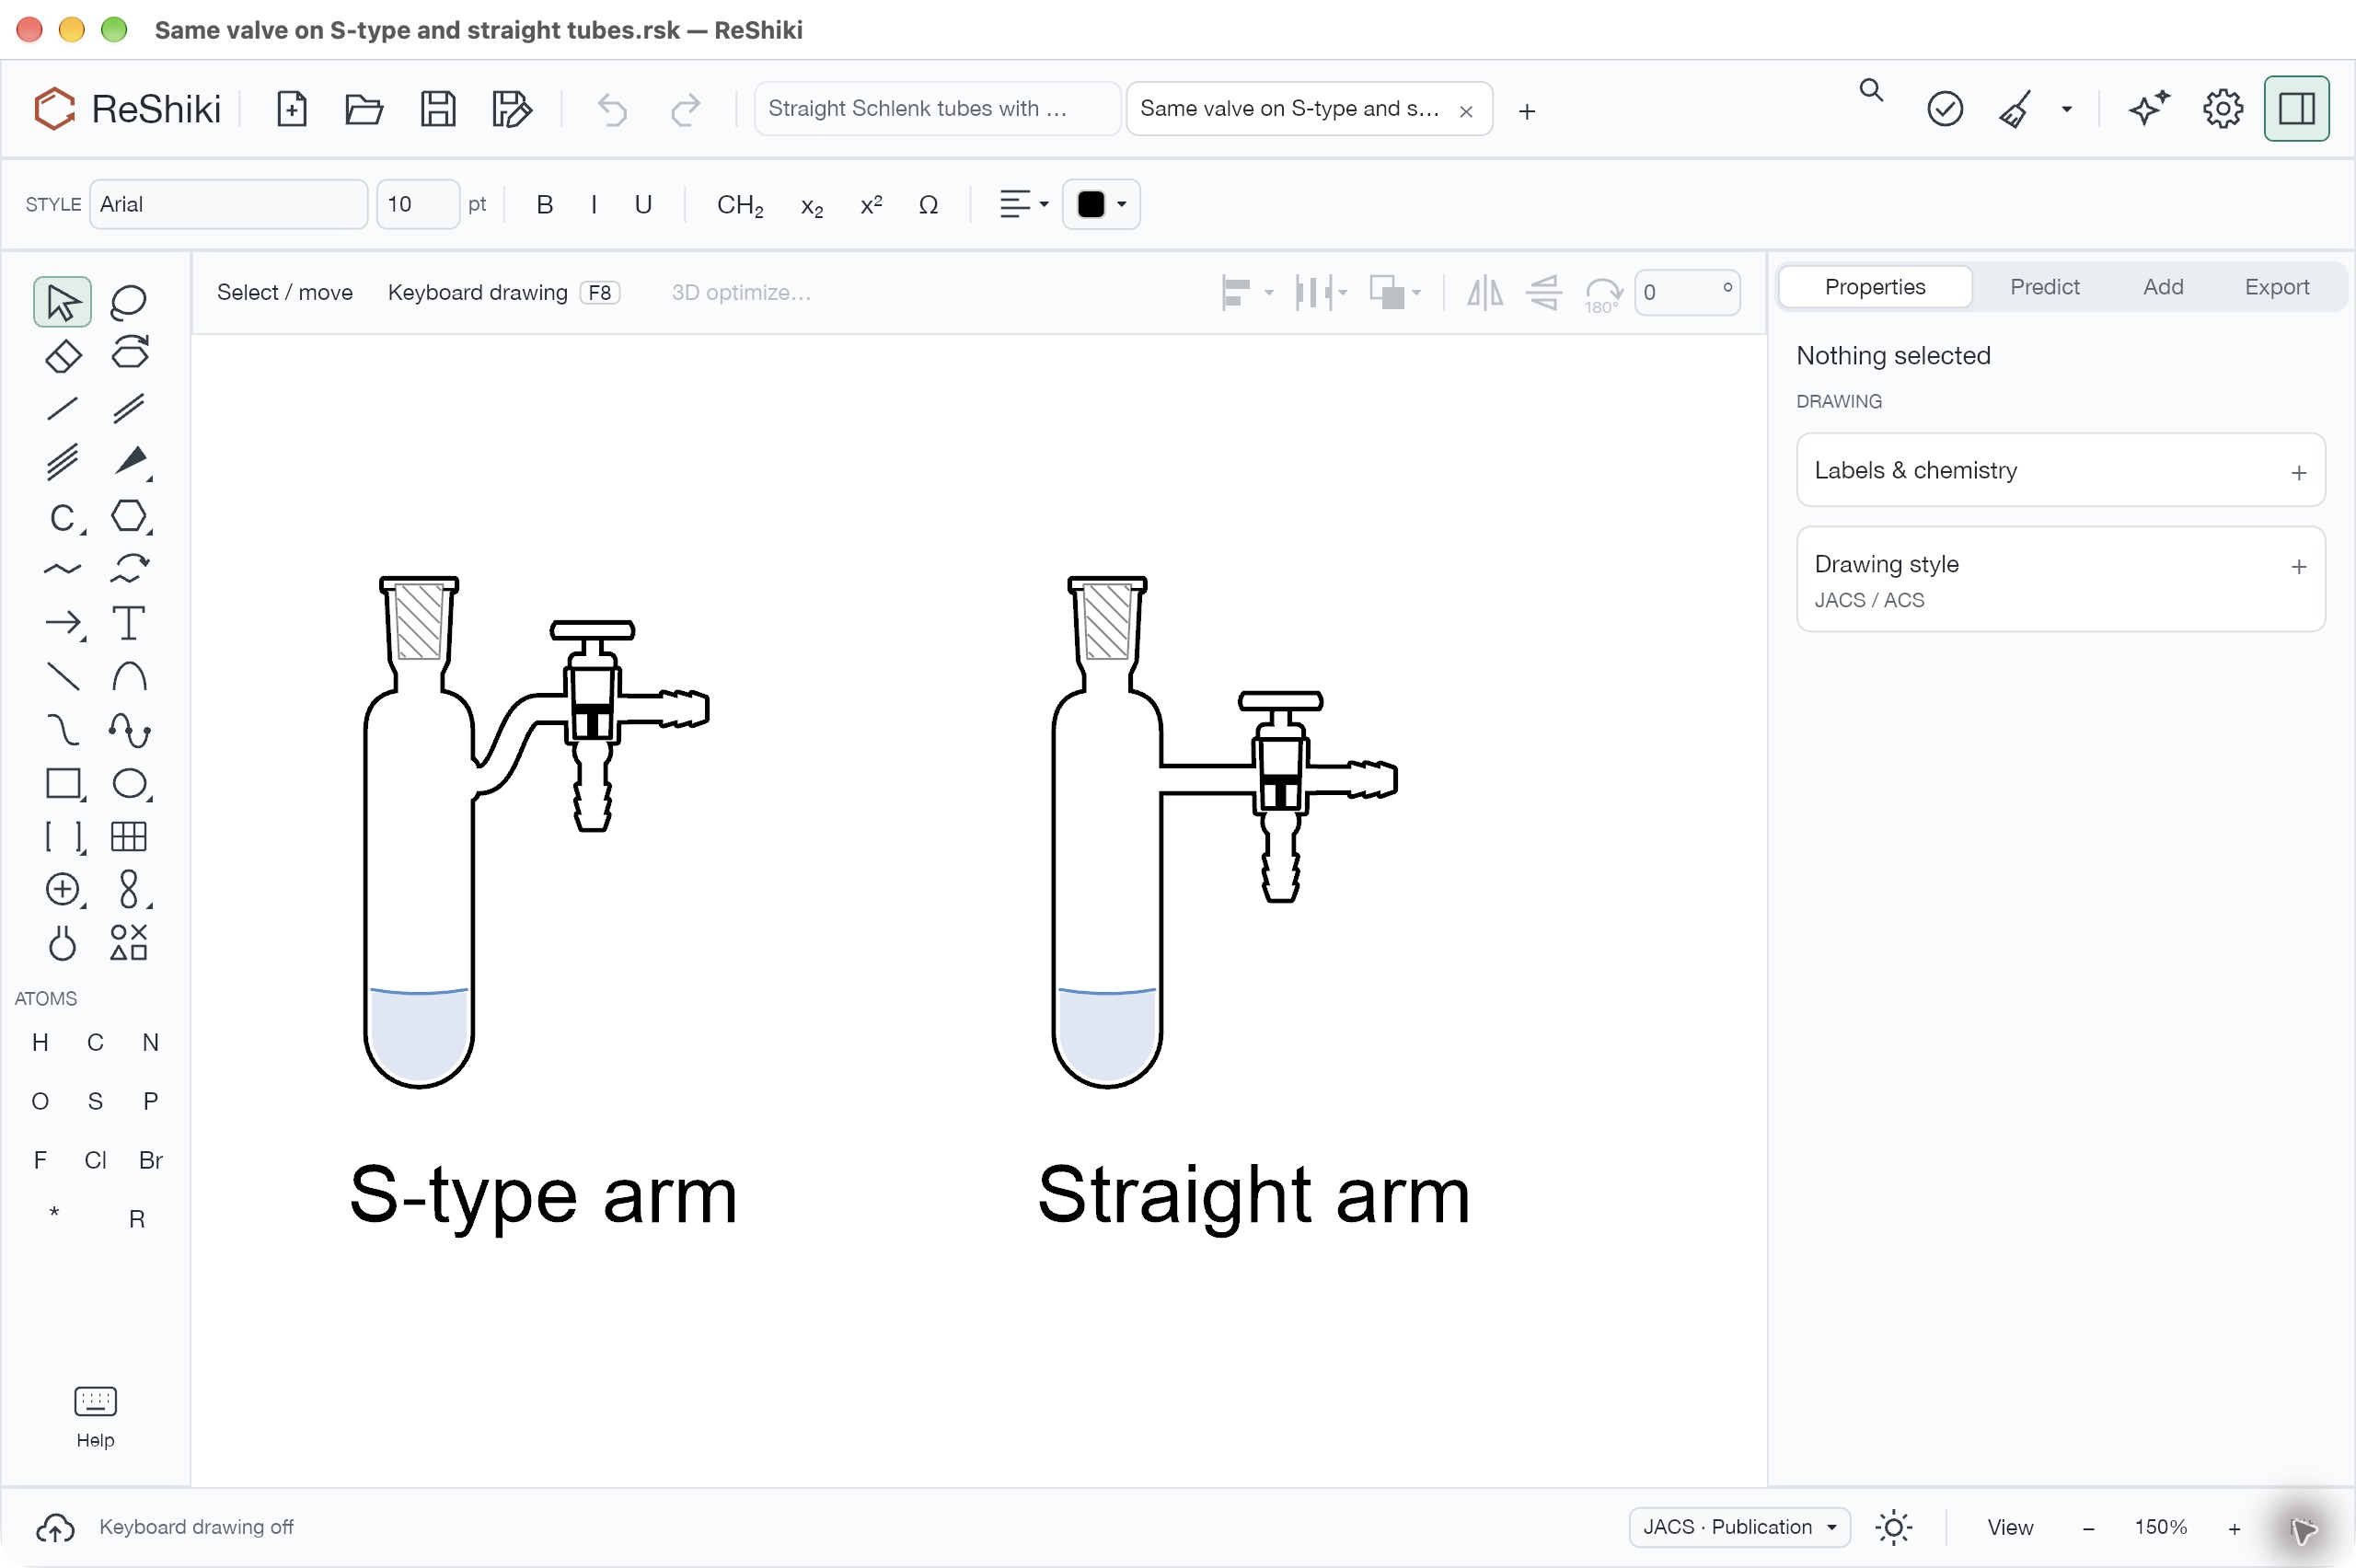 Same valve on S-type and straight tubes.rsk — ReShiki
ReShiki
Straight Schlenk tubes with ...
Same valve on S-type and s...
STYLE Arial 10 pt B I U CH₂ x₂ x² Ω
Select / move Keyboard drawing F8 3D optimize... 180° 0 °
Properties Predict Add Export
Nothing selected
DRAWING
Labels & chemistry
Drawing style
JACS / ACS
C
T
ATOMS
H C N
O S P
F Cl Br
* R
S-type arm
Straight arm
Help
Keyboard drawing off
JACS · Publication
View − 150% +